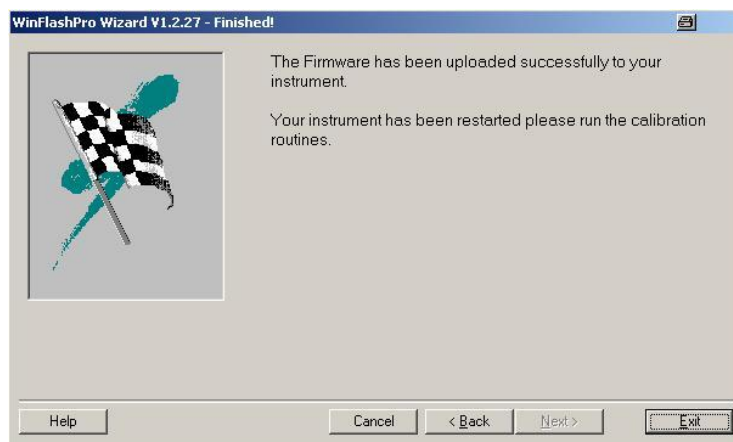 WinFlashPro Wizard V1.2.27 - Finished!
The Firmware has been uploaded successfully to your
instrument.
Your instrument has been restarted please run the calibration
routines.
Help
Cancel
< Back
Next >
Exit